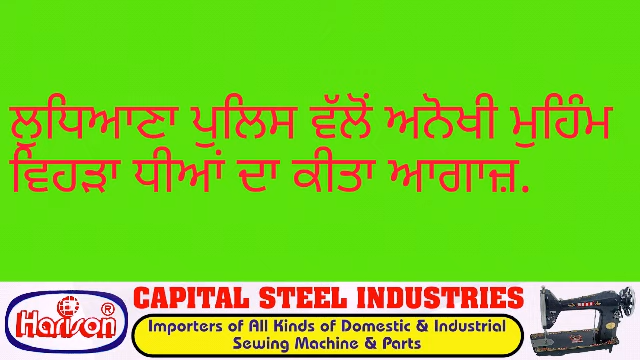 ਲੁਧਿਆਣਾ ਪੁਲਿਸ ਵੱਲੋਂ ਅਨੋਖੀ ਮੁਹਿੰਮ
ਵਿਹੜਾ ਧੀਆਂ ਦਾ ਕੀਤਾ ਆਗਾਜ਼.
Harison ®
CAPITAL STEEL INDUSTRIES
Importers of All Kinds of Domestic & Industrial
Sewing Machine & Parts